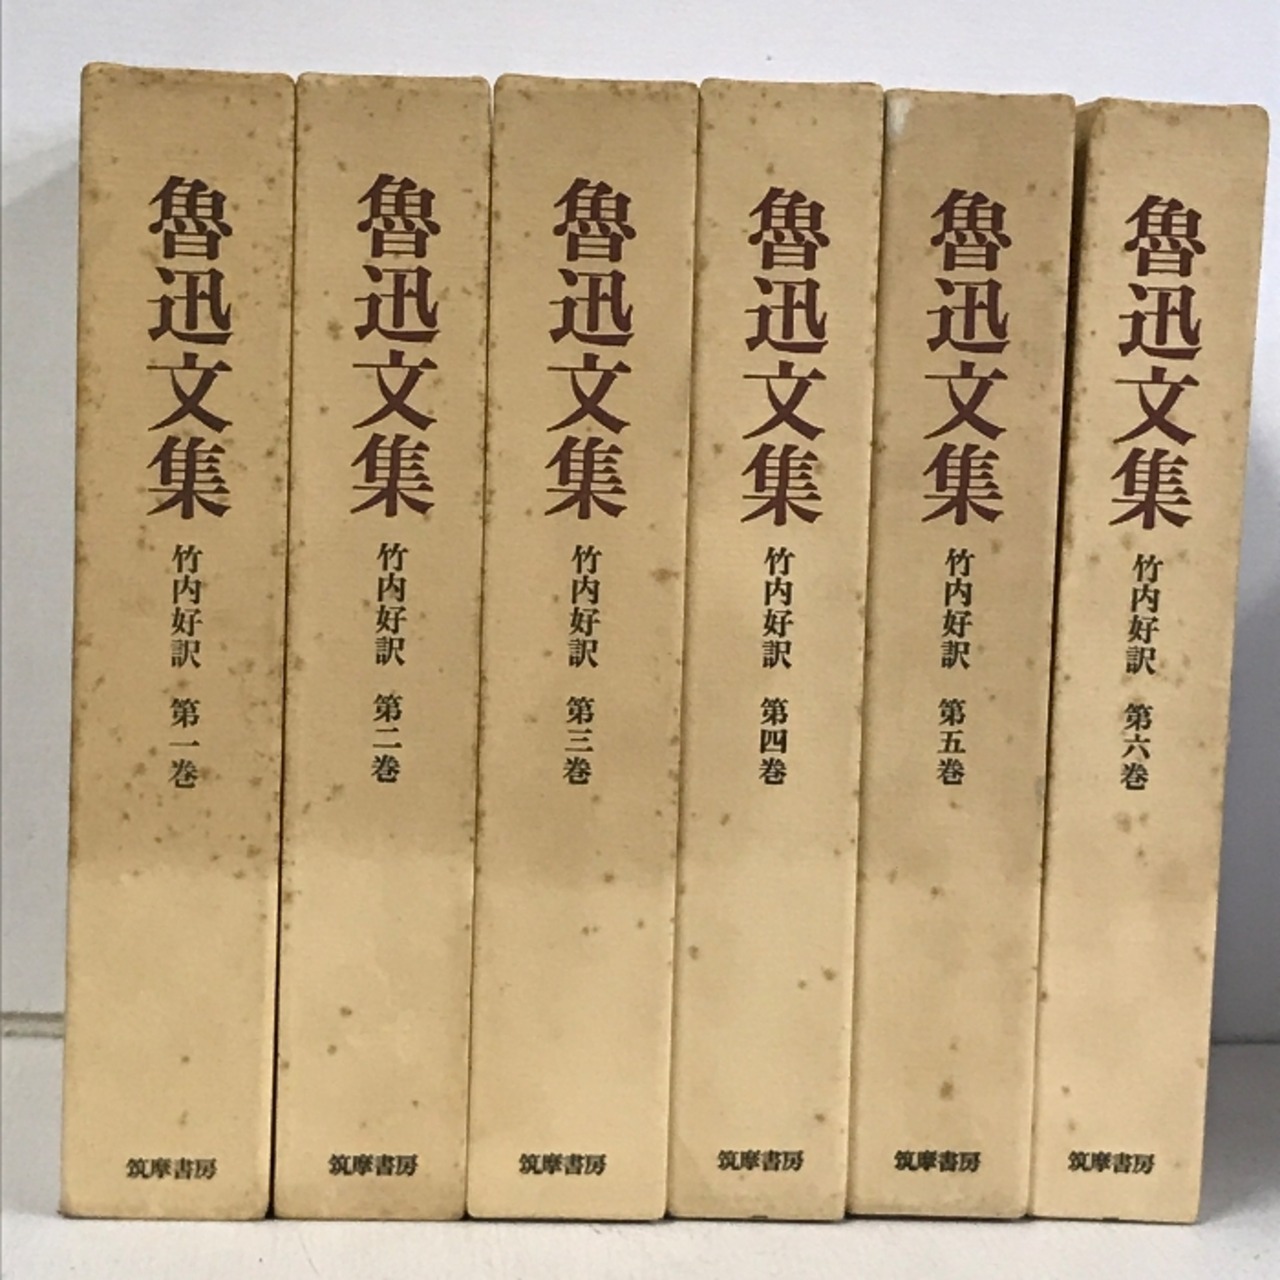 魯迅文集
竹内好訳 第一巻
筑摩書房
魯迅文集
竹内好訳 第二巻
筑摩書房
魯迅文集
竹内好訳 第三巻
筑摩書房
魯迅文集
竹内好訳 第四巻
筑摩書房
魯迅文集
竹内好訳 第五巻
筑摩書房
魯迅文集
竹内好訳 第六巻
筑摩書房